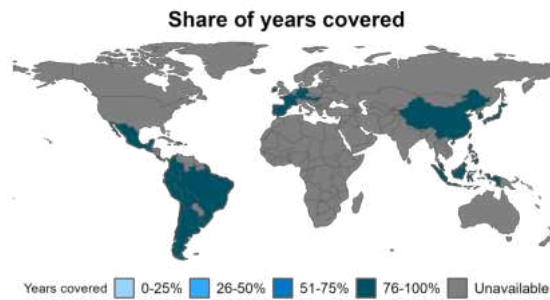 Share of years covered
Years covered 0-25% 26-50% 51-75% 76-100% Unavailable